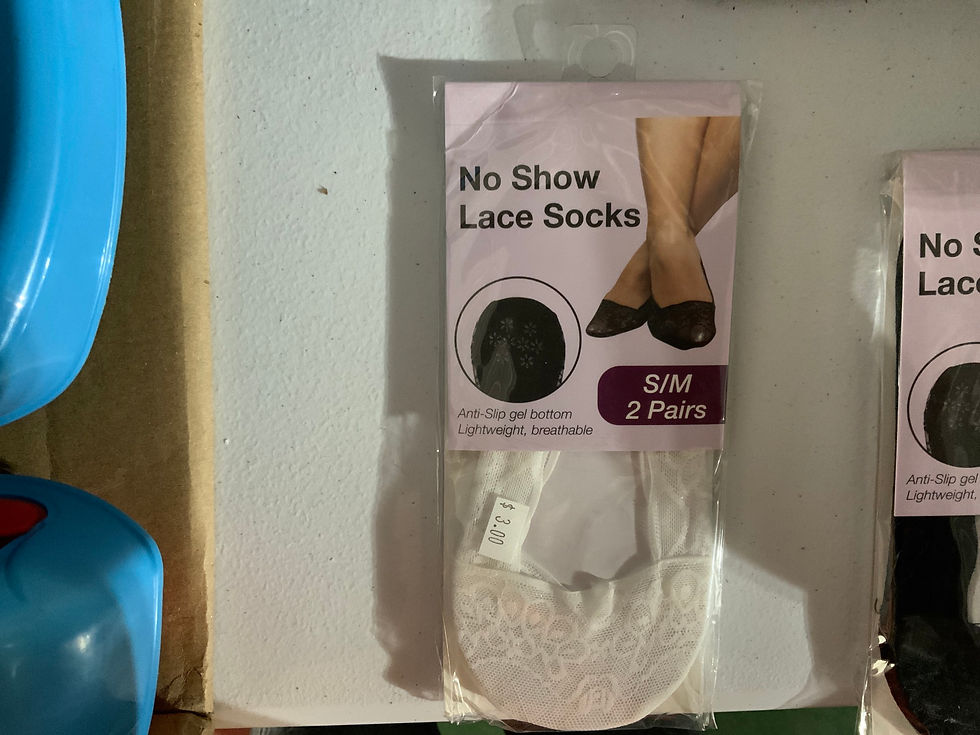 No Show
Lace Socks
S/M
2 Pairs
Anti-Slip gel bottom
Lightweight, breathable
$ 3.00
No S
Lac
Anti-Slip gel
Lightweight,